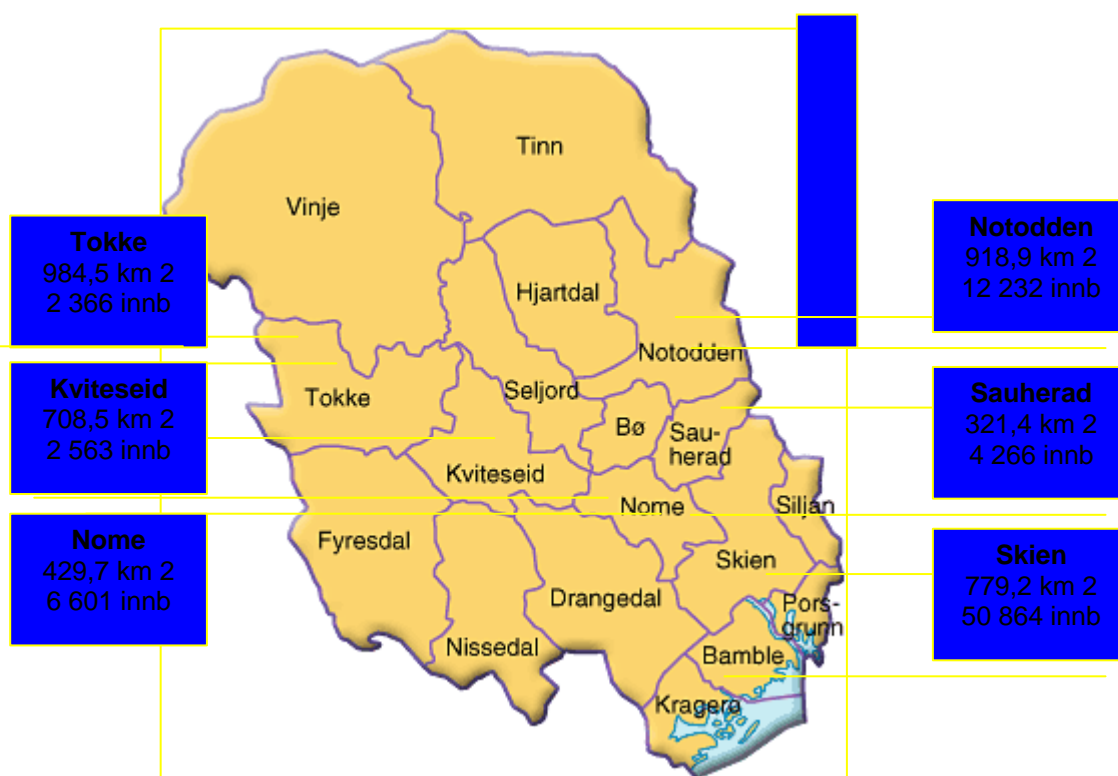 Tinn
Vinje
Tokke
984,5 km 2
2 366 innb
Notodden
918,9 km 2
12 232 innb
Hjartdal
Notodden
Kviteseid
708,5 km 2
2 563 innb
Tokke
Seljord
Bø
Sau-
herad
Sauherad
321,4 km 2
4 266 innb
Kviteseid
Nome
Siljan
Nome
429,7 km 2
6 601 innb
Fyresdal
Skien
Skien
779,2 km 2
50 864 innb
Drangedal
Pors-
grunn
Nissedal
Bamble
Kragerø